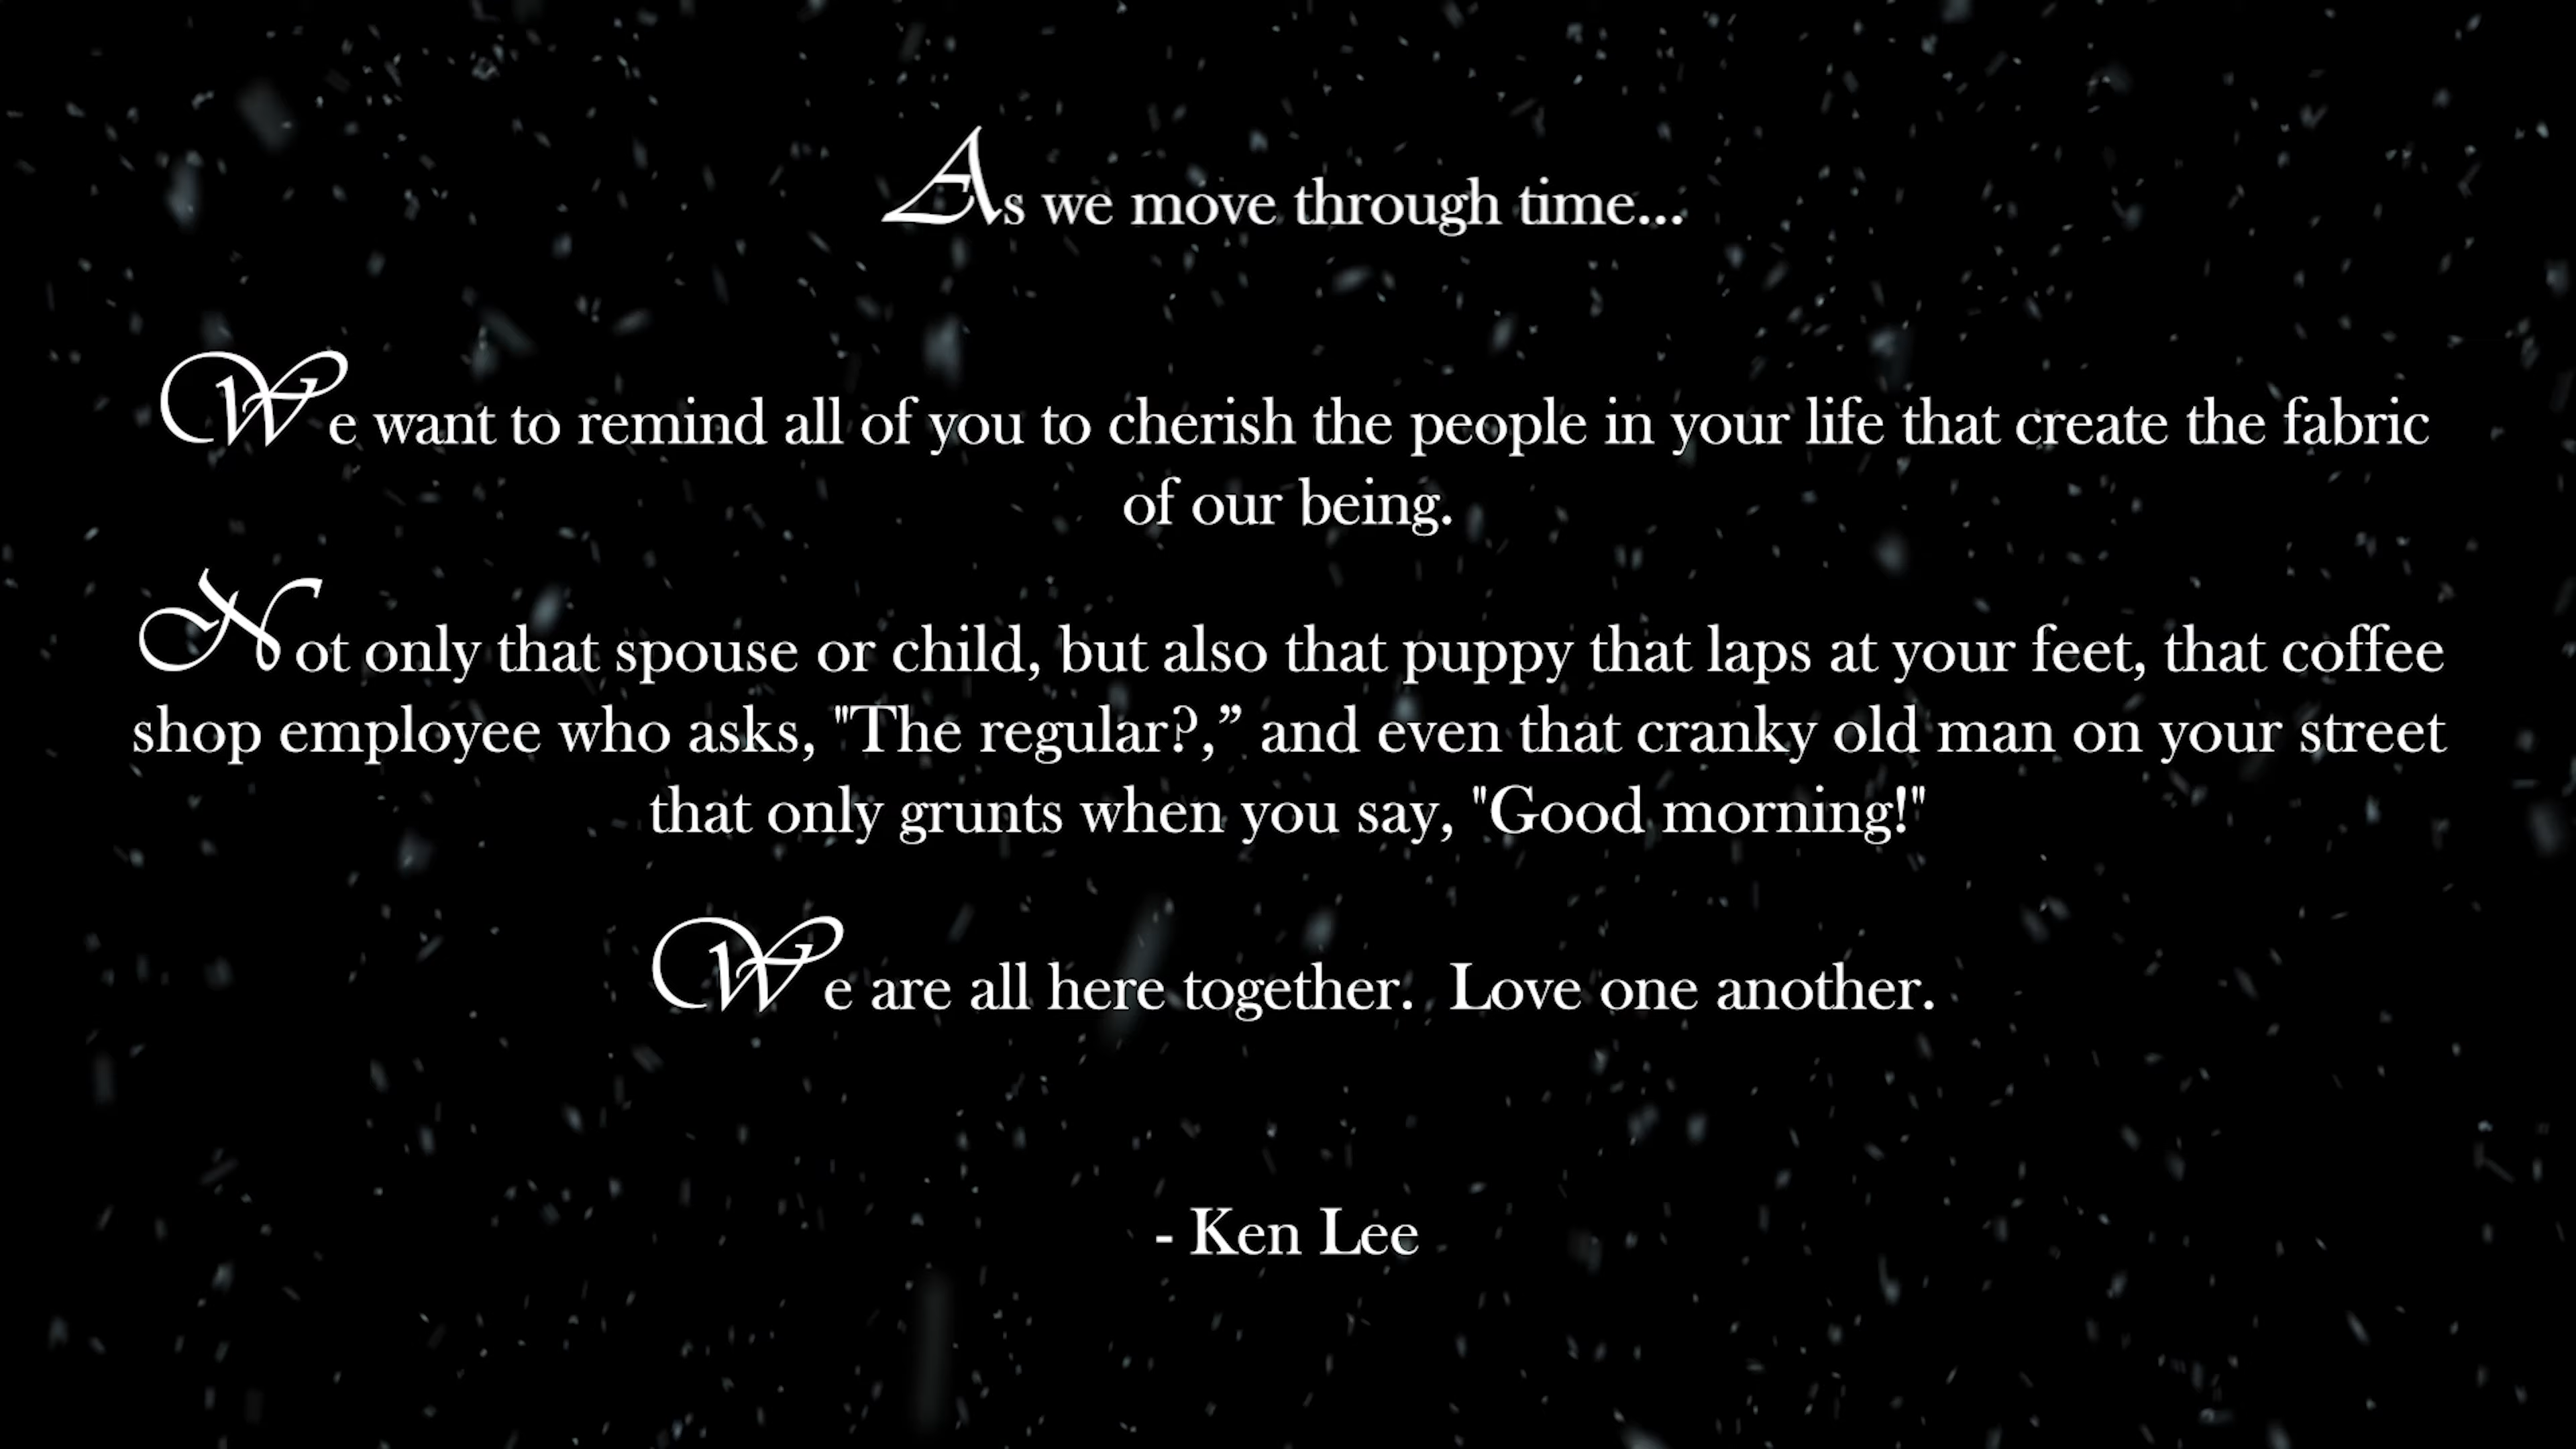 As we move through time...
We want to remind all of you to cherish the people in your life that create the fabric
of our being.
Not only that spouse or child, but also that puppy that laps at your feet, that coffee
shop employee who asks, "The regular?,” and even that cranky old man on your street
that only grunts when you say, "Good morning!"
We are all here together.  Love one another.
- Ken Lee